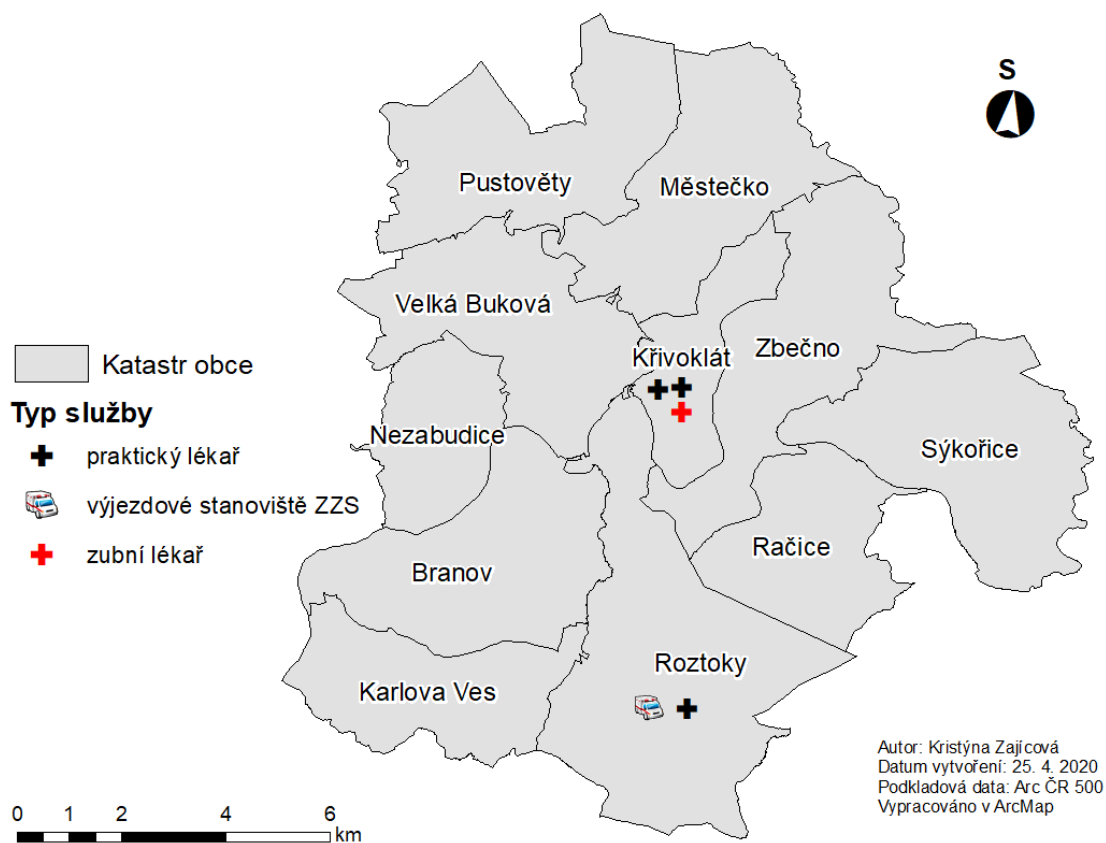 S
Pustověty
Městečko
Velká Buková
Křivoklát
Zbečno
Katastr obce
Typ služby
Nezabudice
Sýkořice
praktický lékař
výjezdové stanoviště ZZS
zubní lékař
Račice
Branov
Roztoky
Karlova Ves
Autor: Kristýna Zajícová
Datum vytvoření: 25. 4. 2020
Podkladová data: Arc ČR 500
Vypracováno v ArcMap
0 1 2 4 6
km